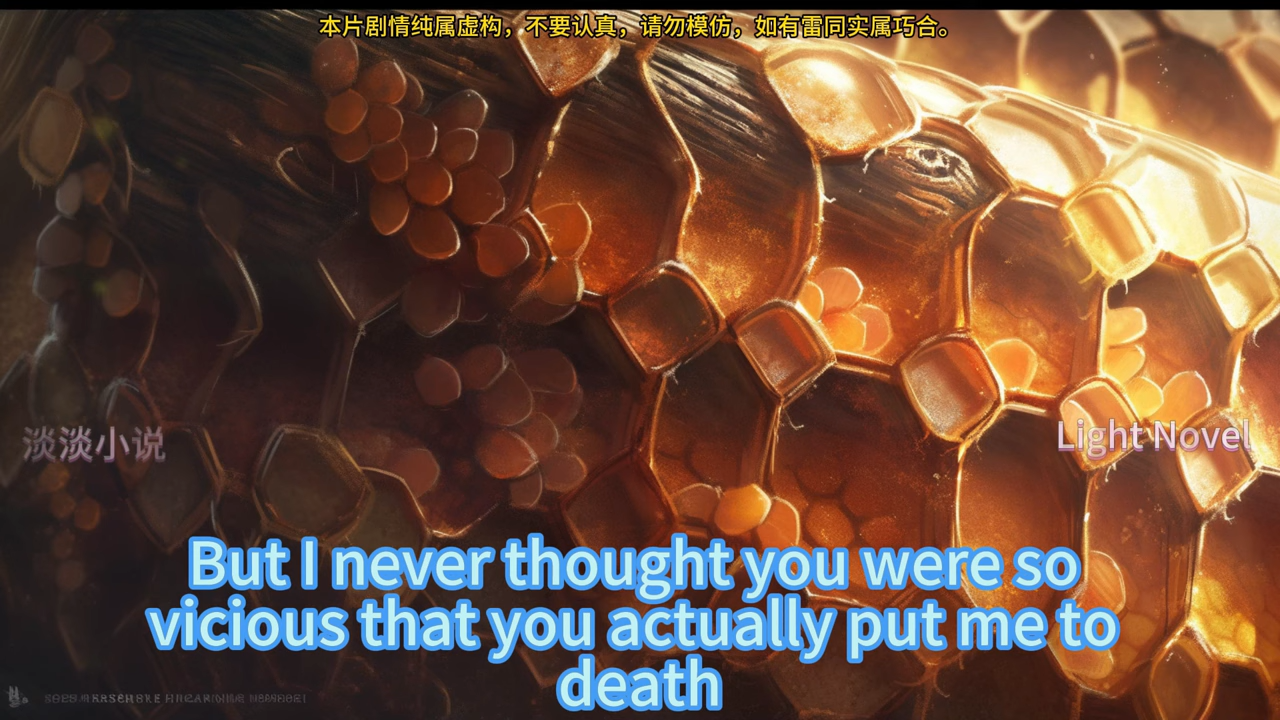 本片剧情纯属虚构，不要认真，请勿模仿，如有雷同实属巧合。
淡淡小说
Light Novel
But I never thought you were so
vicious that you actually put me to
death